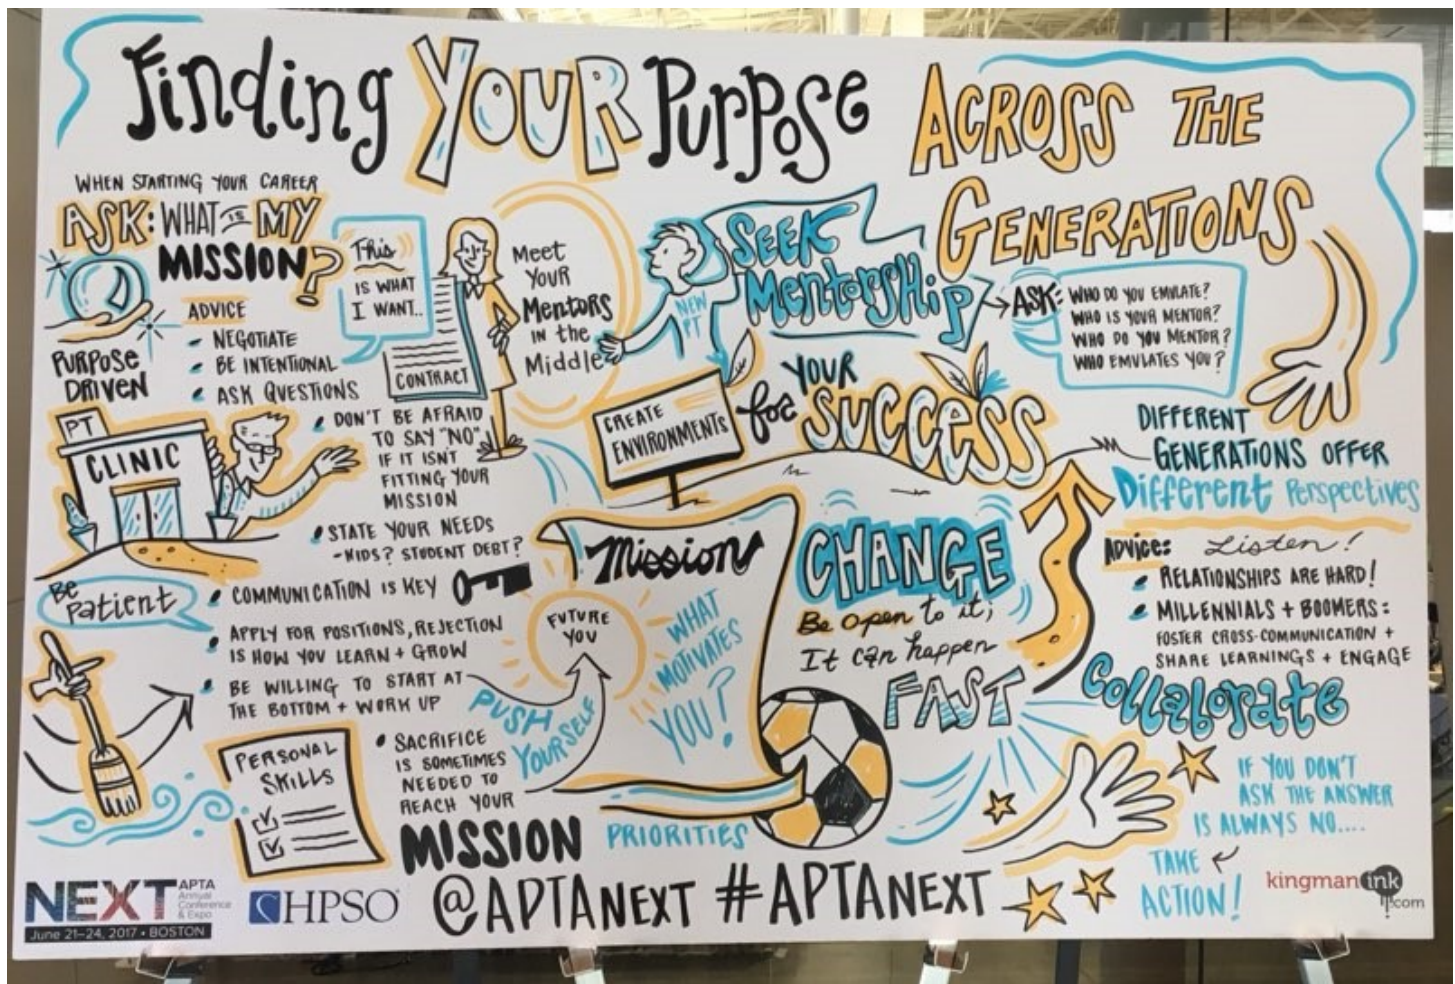 Finding YOUR Purpose
ACROSS THE
GENERATIONS
WHEN STARTING YOUR CAREER
ASK: WHAT IS MY
MISSION?
PURPOSE
DRIVEN
ADVICE
- NEGOTIATE
- BE INTENTIONAL
- ASK QUESTIONS
This
IS WHAT
I WANT..
CONTRACT
Meet
YOUR
Mentors
IN the
Middle
NEW
PT
SEEK
MentorsHip
ASK: WHO DO YOU EMULATE?
WHO IS YOUR MENTOR?
WHO DO YOU MENTOR?
WHO EMULATES YOU?
PT
CLINIC
• DON'T BE AFRAID
TO SAY "NO"
IF IT ISNT
FITTING YOUR
MISSION
• STATE YOUR NEEDS
- KIDS? STUDENT DEBT?
• COMMUNICATION IS KEY
• APPLY FOR POSITIONS, REJECTION
IS HOW YOU LEARN + GROW
• BE WILLING TO START AT
THE BOTTOM + WORK UP
Be
Patient
PERSONAL
SKILLS
• SACRIFICE
IS SOMETIMES
NEEDED TO
REACH YOUR
MISSION
PUSH
YOURSELF
FUTURE
YOU
CREATE
ENVIRONMENTS
for YOUR
SUCCESS
Mission
WHAT
MOTIVATES
YOU?
PRIORITIES
CHANGE
Be open to it;
It can happen
FAST
DIFFERENT
GENERATIONS OFFER
Different Perspectives
ADVICE: Listen!
• RELATIONSHIPS ARE HARD!
• MILLENNIALS + BOOMERS:
FOSTER CROSS-COMMUNICATION +
SHARE LEARNINGS + ENGAGE
Collaborate
IF YOU DON'T
ASK THE ANSWER
IS ALWAYS NO....
TAKE
ACTION!
NEXT APTA
Annual
Conference
& Expo
June 21-24, 2017 • BOSTON
HPSO
@APTANEXT #APTANEXT
kingman ink
.com